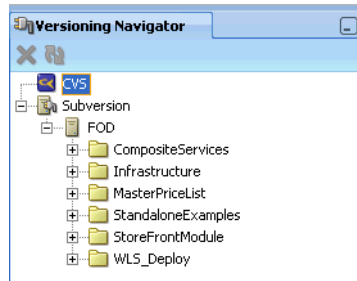 Versioning Navigator
CVS
Subversion
FOD
CompositeServices
Infrastructure
MasterPriceList
StandaloneExamples
StoreFrontModule
WLS_Deploy